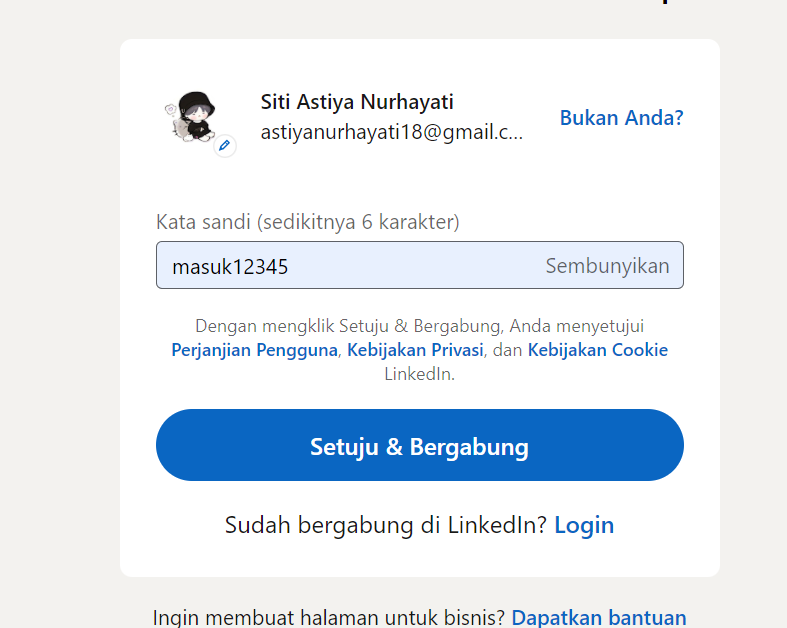 Siti Astiya Nurhayati
astiyanurhayati18@gmail.c...
Bukan Anda?
Kata sandi (sedikitnya 6 karakter)
masuk12345
Sembunyikan
Dengan mengklik Setuju & Bergabung, Anda menyetujui
Perjanjian Pengguna, Kebijakan Privasi, dan Kebijakan Cookie
LinkedIn.
Setuju & Bergabung
Sudah bergabung di LinkedIn? Login
Ingin membuat halaman untuk bisnis? Dapatkan bantuan